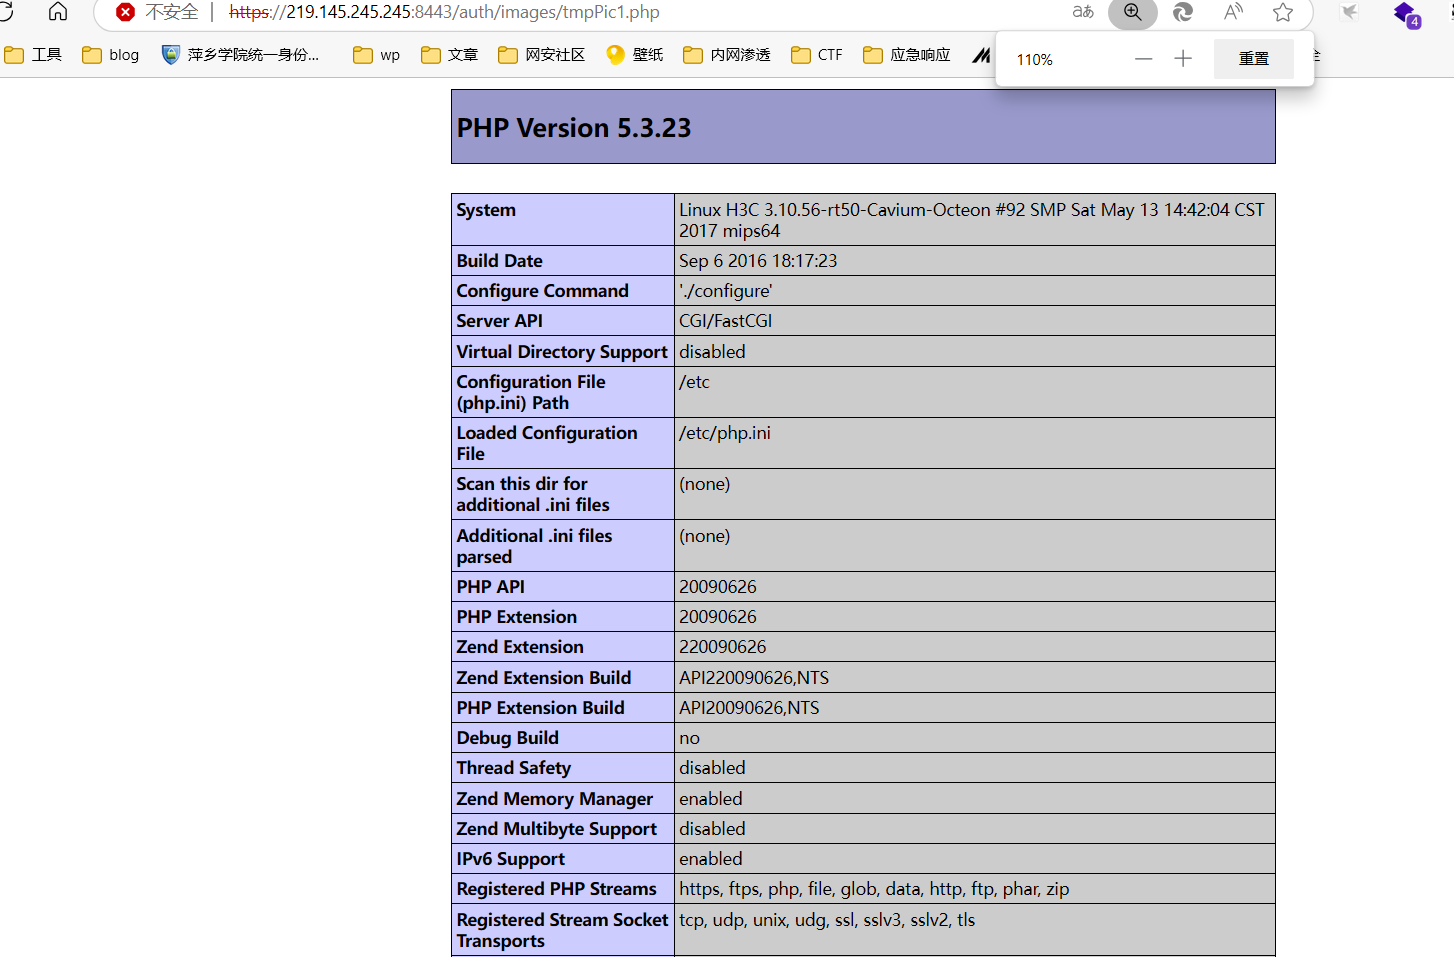 不安全 https://219.145.245.245:8443/auth/images/tmpPic1.php
工具 blog 萍乡学院统一身份... wp 文章 网安社区 壁纸 内网渗透 CTF 应急响应
110% 重置
4
PHP Version 5.3.23
System Linux H3C 3.10.56-rt50-Cavium-Octeon #92 SMP Sat May 13 14:42:04 CST
2017 mips64
Build Date Sep 6 2016 18:17:23
Configure Command './configure'
Server API CGI/FastCGI
Virtual Directory Support disabled
Configuration File /etc
(php.ini) Path
Loaded Configuration /etc/php.ini
File
Scan this dir for (none)
additional .ini files
Additional .ini files (none)
parsed
PHP API 20090626
PHP Extension 20090626
Zend Extension 220090626
Zend Extension Build API220090626,NTS
PHP Extension Build API20090626,NTS
Debug Build no
Thread Safety disabled
Zend Memory Manager enabled
Zend Multibyte Support disabled
IPv6 Support enabled
Registered PHP Streams https, ftps, php, file, glob, data, http, ftp, phar, zip
Registered Stream Socket tcp, udp, unix, udg, ssl, sslv3, sslv2, tls
Transports